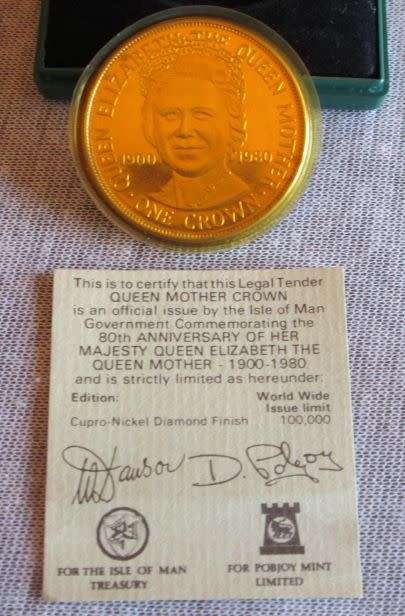 QUEEN ELIZABETH THE QUEEN MOTHER
1900 1980
· ONE CROWN ·
This is to certify that this Legal Tender
QUEEN MOTHER CROWN
is an official issue by the Isle of Man
Government Commemorating the
80th ANNIVERSARY OF HER
MAJESTY QUEEN ELIZABETH THE
QUEEN MOTHER - 1900-1980
and is strictly limited as hereunder:
Edition: World Wide
Issue limit
Cupro-Nickel Diamond Finish 100,000
D. Pobjoy
FOR THE ISLE OF MAN
TREASURY
FOR POBJOY MINT
LIMITED